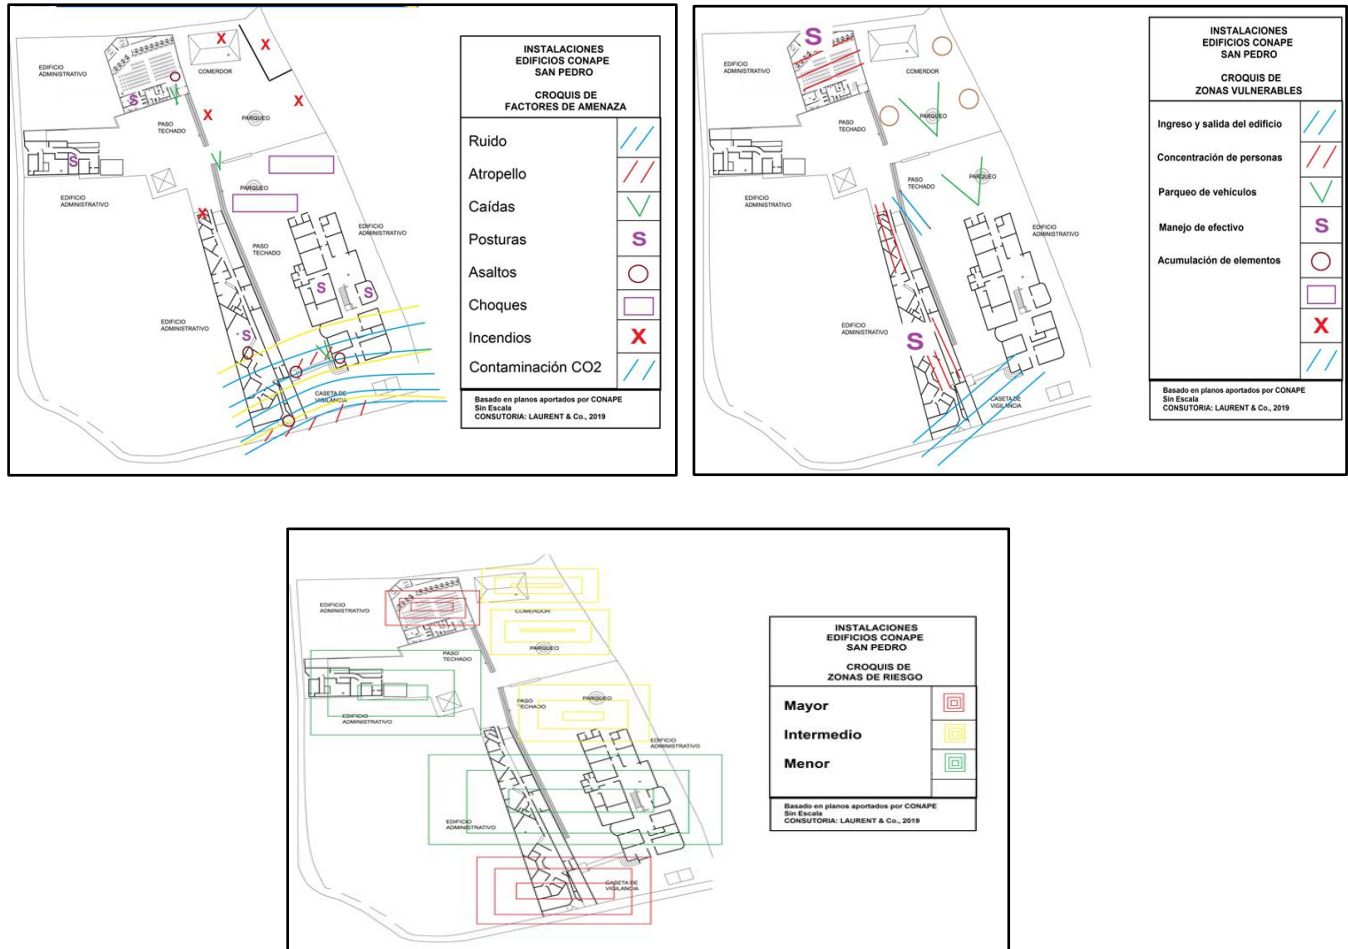 EDIFICIO
ADMINISTRATIVO
COMERDOR
S
X
X
X
X
PASO
TECHADO
PARQUEO
S
EDIFICIO
ADMINISTRATIVO
PARQUEO
X
PASO
TECHADO
EDIFICIO
ADMINISTRATIVO
S
S
EDIFICIO
ADMINISTRATIVO
S
CASETA DE
VIGILANCIA
INSTALACIONES
EDIFICIOS CONAPE
SAN PEDRO
CROQUIS DE
FACTORES DE AMENAZA
Ruido
Atropello
Caídas
Posturas S
Asaltos
Choques
Incendios X
Contaminación CO2
Basado en planos aportados por CONAPE
Sin Escala
CONSUTORIA: LAURENT & Co., 2019
S
EDIFICIO
ADMINISTRATIVO
COMERDOR
PASO
TECHADO
PARQUEO
PARQUEO
PASO
TECHADO
EDIFICIO
ADMINISTRATIVO
EDIFICIO
ADMINISTRATIVO
EDIFICIO
ADMINISTRATIVO
S
CASETA DE
VIGILANCIA
INSTALACIONES
EDIFICIOS CONAPE
SAN PEDRO
CROQUIS DE
ZONAS VULNERABLES
Ingreso y salida del edificio
Concentración de personas
Parqueo de vehículos
Manejo de efectivo S
Acumulación de elementos
X
Basado en planos aportados por CONAPE
Sin Escala
CONSUTORIA: LAURENT & Co., 2019
EDIFICIO
ADMINISTRATIVO
COMERDOR
PASO
TECHADO
PARQUEO
EDIFICIO
ADMINISTRATIVO
PASO
TECHADO
PARQUEO
EDIFICIO
ADMINISTRATIVO
EDIFICIO
ADMINISTRATIVO
CASETA DE
VIGILANCIA
INSTALACIONES
EDIFICIOS CONAPE
SAN PEDRO
CROQUIS DE
ZONAS DE RIESGO
Mayor
Intermedio
Menor
Basado en planos aportados por CONAPE
Sin Escala
CONSUTORIA: LAURENT & Co., 2019